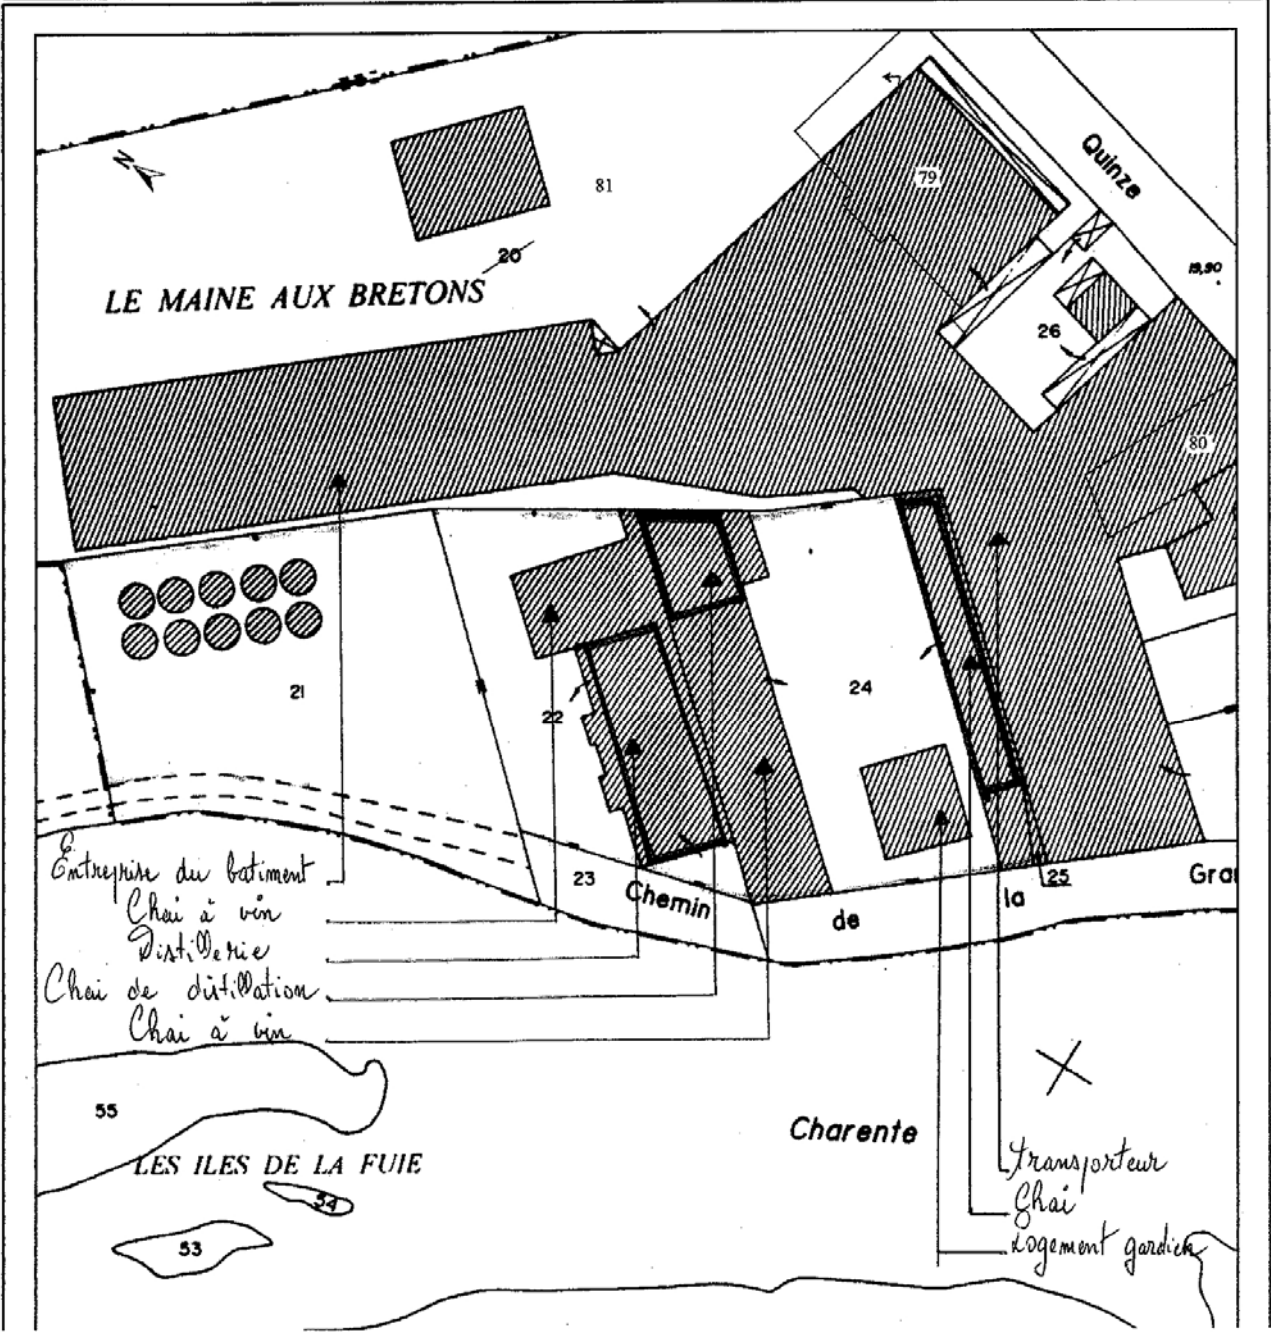 N
81
79
Quinze
20
19,90
LE MAINE AUX BRETONS
26
80
21
22
24
Entreprise du batiment
23
Chemin
de
la
25
Gra
Chai à vin
Distillerie
Chai de distillation
Chai à vin
55
Charente
LES ILES DE LA FUIE
54
53
transporteur
Chai
Logement gardien